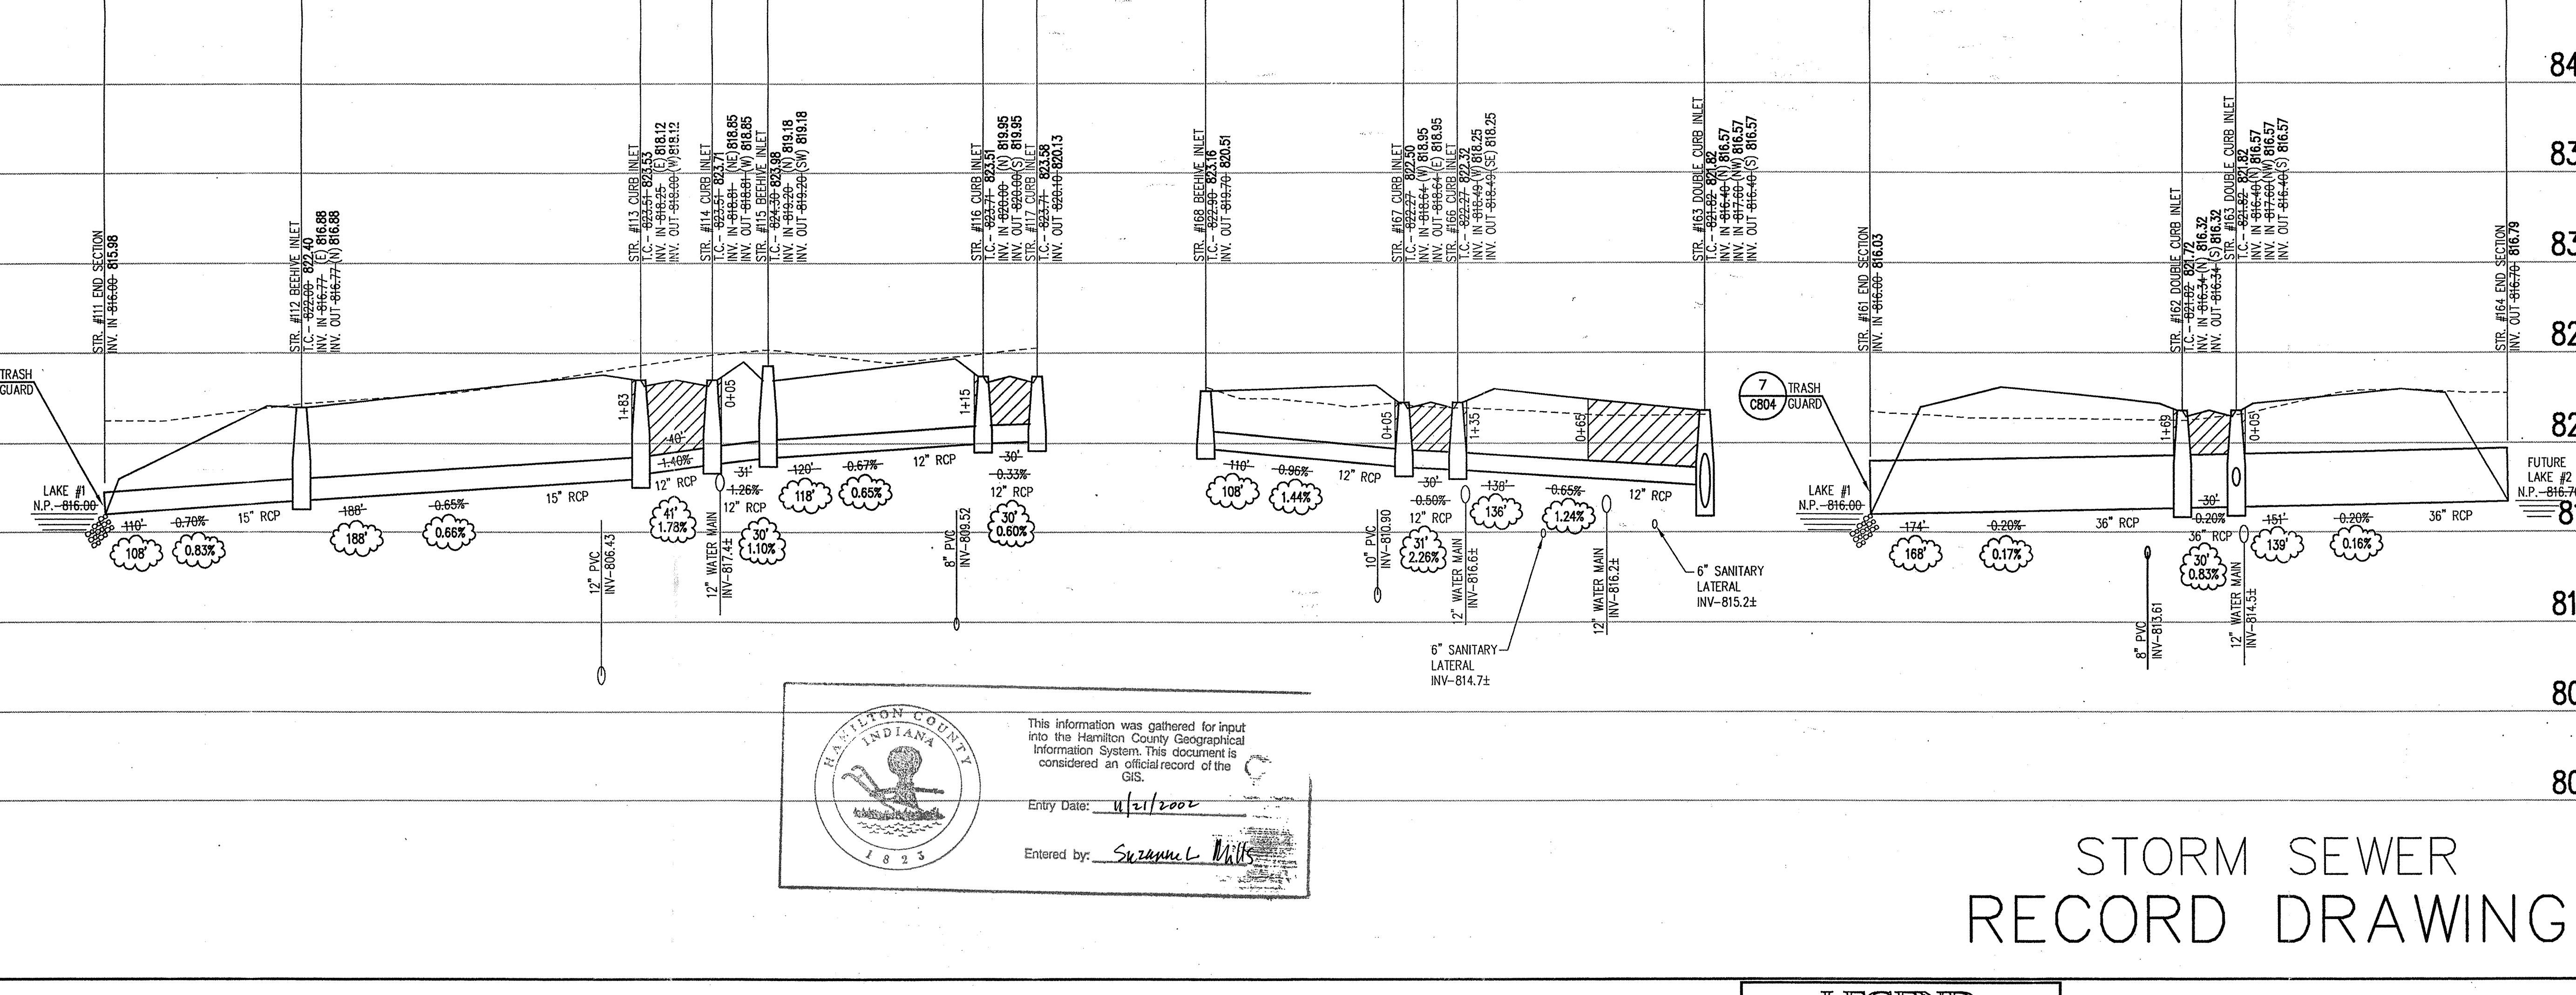 84
83
83
82
82
81
80
80
STR. #111 END SECTION
INV. IN 816.00 815.98
STR. #112 BEEHIVE INLET
T.C.- 822.00 822.40
INV. IN 816.77 (E) 816.88
INV. OUT 816.77 (N) 816.88
STR. #113 CURB INLET
T.C.- 823.51 823.53
INV. IN 818.25 (E) 818.12
INV. OUT 818.00 (W) 818.12
STR. #114 CURB INLET
T.C.- 823.51 823.71
INV. IN 818.81 (NE) 818.85
INV. OUT 818.81 (W) 818.85
STR. #115 BEEHIVE INLET
T.C.- 824.30 823.98
INV. IN 819.20 (N) 819.18
INV. OUT 819.20 (SW) 819.18
STR. #116 CURB INLET
T.C.- 823.71 823.51
INV. IN 820.00 (N) 819.95
INV. OUT 820.00 (S) 819.95
STR. #117 CURB INLET
T.C.- 823.71 823.58
INV. OUT 820.10 820.13
STR. #168 BEEHIVE INLET
T.C.- 822.90 823.16
INV. OUT 819.70 820.51
STR. #167 CURB INLET
T.C.- 822.27 822.50
INV. IN 818.64 (W) 818.95
INV. OUT 818.64 (E) 818.95
STR. #166 CURB INLET
T.C.- 822.27 822.32
INV. IN 818.49 (W) 818.25
INV. OUT 818.49 (SE) 818.25
STR. #163 DOUBLE CURB INLET
T.C.- 821.82 821.82
INV. IN 816.40 (N) 816.57
INV. IN 817.60 (NW) 816.57
INV. OUT 816.40 (S) 816.57
STR. #161 END SECTION
INV. IN 816.00 816.03
STR. #162 DOUBLE CURB INLET
T.C.- 821.82 821.72
INV. IN 816.34 (N) 816.32
INV. OUT 816.34 (S) 816.32
STR. #163 DOUBLE CURB INLET
T.C.- 821.82 821.82
INV. IN 816.40 (N) 816.57
INV. IN 817.60 (NW) 816.57
INV. OUT 816.40 (S) 816.57
STR. #164 END SECTION
INV. OUT 816.70 816.79
TRASH
GUARD
LAKE #1
N.P. 816.00
110'
0.70%
15" RCP
108'
0.83%
188'
0.65%
15" RCP
188'
0.66%
1+83
40'
1.40%
12" RCP
41'
1.78%
0+05
31'
1.26%
12" RCP
30'
1.10%
120'
0.67%
12" RCP
118'
0.65%
1+15
30'
0.33%
12" RCP
30'
0.60%
12" PVC
INV-806.43
12" WATER MAIN
INV-817.4±
8" PVC
INV-809.52
110'
0.96%
12" RCP
108'
1.44%
0+05
30'
0.50%
12" RCP
31'
2.26%
1+35
138'
0.65%
12" RCP
136'
1.24%
0+65
10" PVC
INV-810.90
12" WATER MAIN
INV-816.6±
12" WATER MAIN
INV-816.2±
6" SANITARY
LATERAL
INV-815.2±
6" SANITARY
LATERAL
INV-814.7±
7
C804
TRASH
GUARD
LAKE #1
N.P. 816.00
174'
0.20%
36" RCP
168'
0.17%
1+69
30'
0.20%
36" RCP
30'
0.83%
0+05
151'
0.20%
36" RCP
139'
0.16%
8" PVC
INV-813.61
12" WATER MAIN
INV-814.5±
FUTURE
LAKE #2
N.P. 816.70
HAMILTON COUNTY
INDIANA
1823
This information was gathered for input
into the Hamilton County Geographical
Information System. This document is
considered an official record of the
GIS.
Entry Date: 11/21/2002
Entered by: Suzanne L Mills
STORM SEWER
RECORD DRAWING
LEGEND